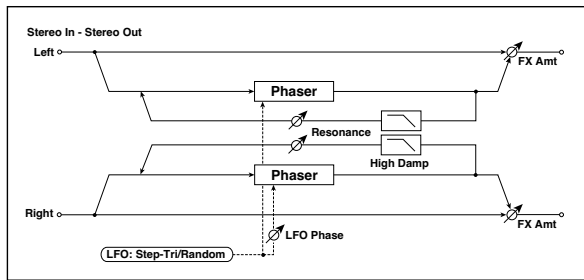 Stereo In - Stereo Out
Left
FX Amt
Phaser
Resonance
High Damp
Phaser
Right
FX Amt
LFO Phase
LFO: Step-Tri/Random